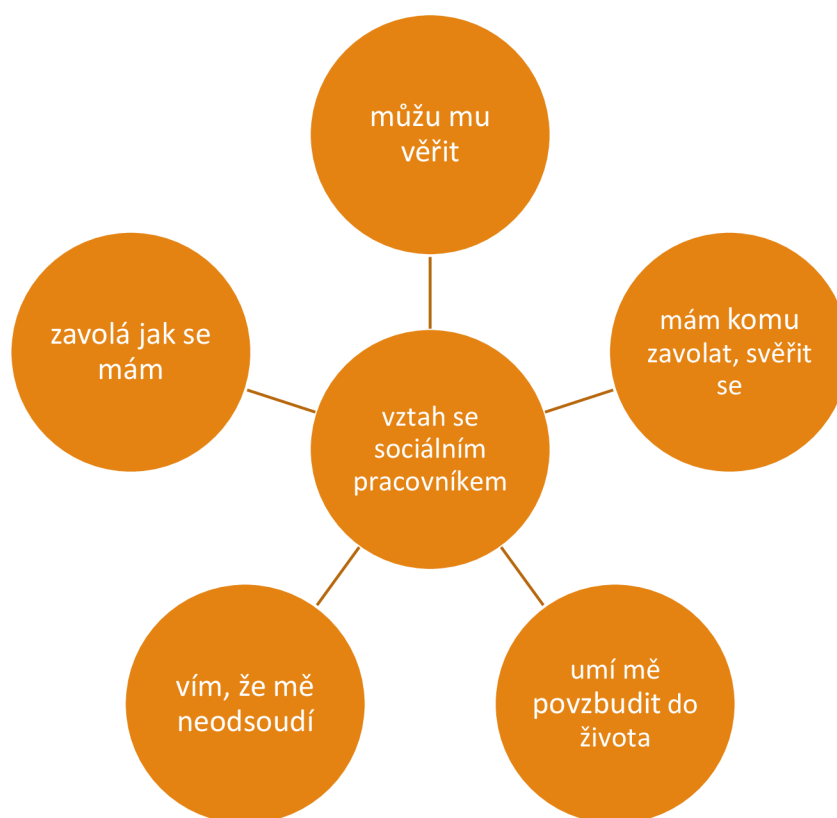 můžu mu
věřit
mám komu
zavolat, svěřit
se
umí mě
povzbudit do
života
vím, že mě
neodsoudí
zavolá jak se
mám
vztah se
sociálním
pracovníkem